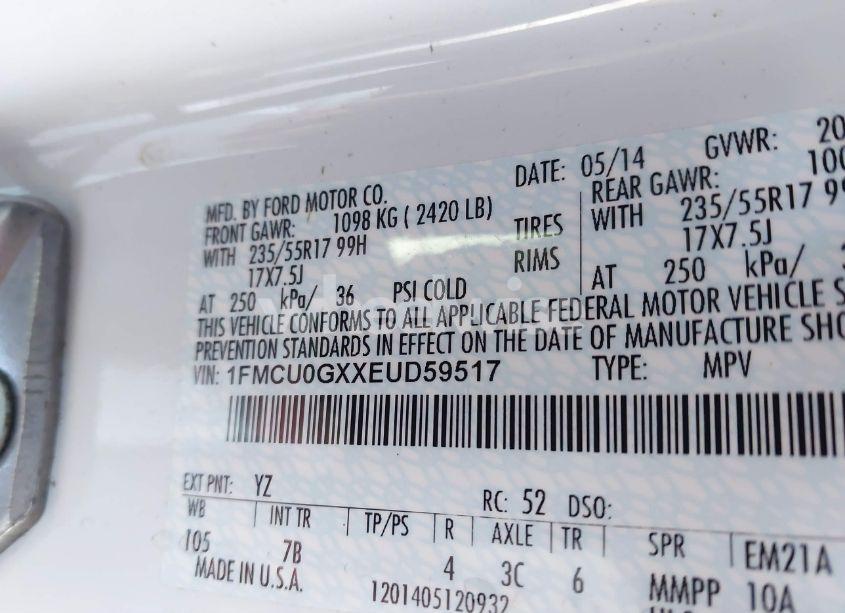 MFD. BY FORD MOTOR CO.
DATE: 05/14
GVWR: 20
FRONT GAWR: 1098 KG ( 2420 LB)
REAR GAWR: 100
WITH 235/55R17 99H
TIRES
WITH 235/55R17 99
17X7.5J
RIMS
17X7.5J
AT 250 kPa/ 36 PSI COLD
AT 250 kPa/ 3
THIS VEHICLE CONFORMS TO ALL APPLICABLE FEDERAL MOTOR VEHICLE S
PREVENTION STANDARDS IN EFFECT ON THE DATE OF MANUFACTURE SHO
VIN: 1FMCU0GXXEUD59517
TYPE: MPV
EXT PNT: YZ
RC: 52 DSO:
WB INT TR TP/PS R AXLE TR SPR EM21A
105 7B 4 3C 6 MMPP 10A
MADE IN U.S.A.
1201405120932